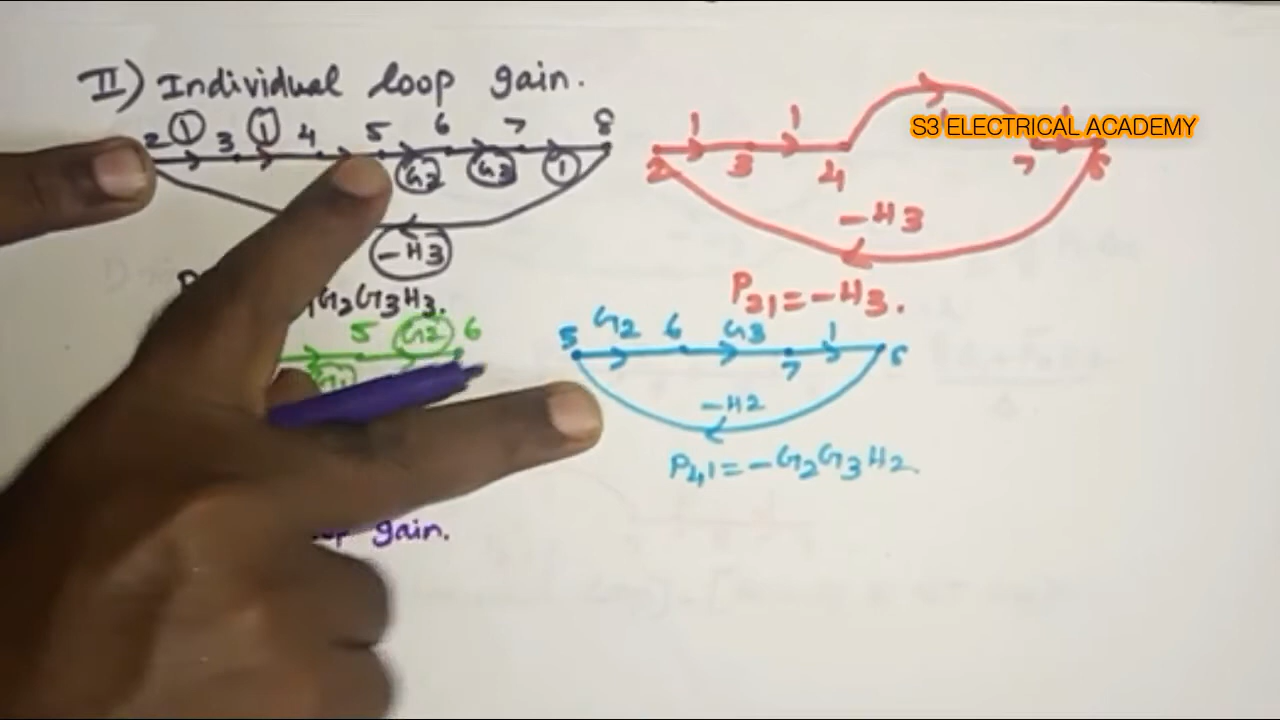 II) Individual loop gain.
2 1 3 1 4 5 6 7 8
G2 G3 1
-H3
G2G3H3.
5 G2 6
G1
gain.
S3 ELECTRICAL ACADEMY
1 1
2 3 4 7 8
-H3
P21 = -H3.
5 G2 6 G3 1
7 8
-H2
P41 = -G2G3H2